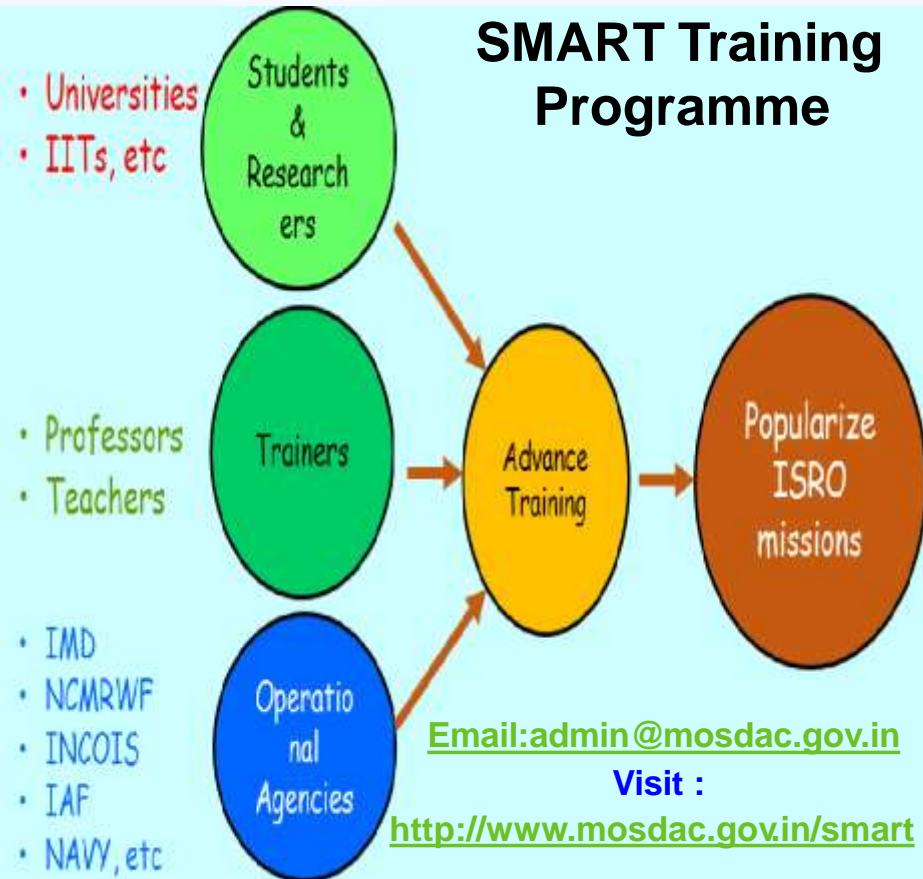 SMART Training
Programme
• Universities
• IITs, etc
Students
&
Research
ers
• Professors
• Teachers
Trainers
Advance
Training
Popularize
ISRO
missions
• IMD
• NCMRWF
• INCOIS
• IAF
• NAVY, etc
Operatio
nal
Agencies
Email:admin@mosdac.gov.in
Visit :
http://www.mosdac.gov.in/smart